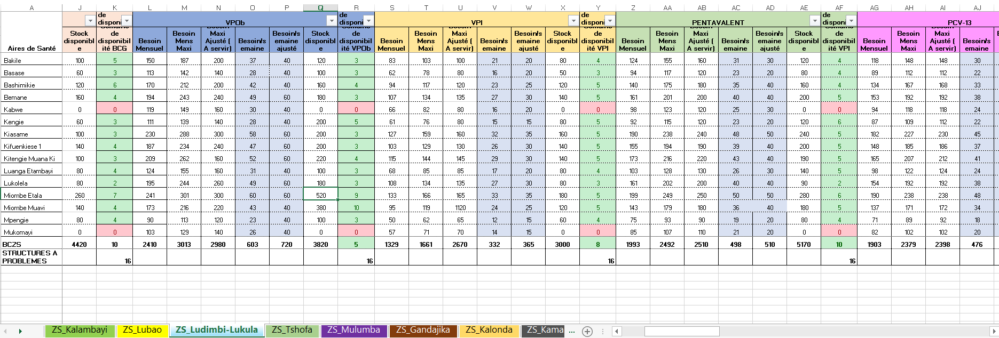 A J K L M N O P Q R S T U V W X Y Z AA AB AC AD AE AF AG AH AI AJ
de disponi VPOb de disponi VPI de disponi PENTAVALENT de disponi PCV-13
Aires de Santé Stock disponible de disponibilité BCG Besoin Mensuel Besoin Mens Maxi Maxi Ajusté ( A servir) Besoin/semaine Besoin/semaine ajusté Stock disponible de disponibilité VPOb Besoin Mensuel Besoin Mens Maxi Maxi Ajusté ( A servir) Besoin/semaine Besoin/semaine ajusté Stock disponible de disponibilité VPI Besoin Mensuel Besoin Mens Maxi Maxi Ajusté ( A servir) Besoin/semaine Besoin/semaine ajusté Stock disponible de disponibilité VPI Besoin Mensuel Besoin Mens Maxi Maxi Ajusté ( A servir) Besoin/semaine
Bakile 100 5 150 187 200 37 40 120 3 83 103 100 21 20 80 4 124 155 160 31 30 120 4 118 148 148 30
Basase 60 3 113 142 140 28 40 100 3 62 78 80 16 20 50 3 94 117 120 23 20 80 4 89 112 112 22
Bashimikie 120 6 170 212 200 42 40 160 4 94 117 120 23 25 120 5 140 175 180 35 40 160 4 134 167 168 33
Bemane 160 4 194 243 240 49 60 180 3 107 134 135 27 30 140 5 161 201 200 40 40 200 5 153 192 192 38
Kabwe 0 0 119 149 160 30 40 0 0 66 82 80 16 20 0 0 98 123 120 25 30 0 0 94 118 118 24
Kengie 60 3 111 139 140 28 40 200 5 61 76 80 15 15 80 5 92 115 120 23 20 120 6 87 109 112 22
Kiasame 100 3 230 288 300 58 60 200 3 127 159 160 32 35 160 5 190 238 240 48 50 240 5 182 227 230 45
Kifuenkiese 1 140 4 187 234 240 47 60 200 3 103 129 130 26 30 140 5 155 194 190 39 40 200 5 148 185 186 37
Kitengie Muana Ki 100 3 209 262 160 52 60 220 4 115 144 145 29 30 140 5 173 216 220 43 40 190 5 165 207 212 41
Luanga Etambayi 80 4 124 155 160 31 40 100 3 68 85 85 17 20 80 4 103 128 130 26 30 140 5 98 122 124 24
Lukolela 80 2 195 244 260 49 60 180 3 108 134 135 27 30 80 3 161 202 200 40 40 90 2 154 192 192 38
Miombe Etala 260 7 241 301 300 60 60 520 9 133 166 165 33 35 180 5 199 249 250 50 50 280 6 190 238 238 48
Miombe Muavi 140 4 173 216 220 43 40 380 10 95 119 1120 24 25 120 5 143 179 180 36 40 180 5 137 171 172 34
Mpengie 80 4 90 113 120 23 40 100 3 50 62 65 12 15 60 4 75 93 90 19 20 80 4 71 89 92 18
Mukomayi 0 0 103 129 140 26 40 0 0 57 71 70 14 15 0 0 85 107 110 21 20 0 0 82 102 102 20
BCZS 4420 10 2410 3013 2980 603 720 3820 5 1329 1661 2670 332 365 3000 8 1993 2492 2510 498 510 5170 10 1903 2379 2398 476
STRUCTURES A
PROBLEMES 16 16 16 16
ZS_Kalambayi ZS_Lubao ZS_Ludimbi-Lukula ZS_Tshofa ZS_Mulumba ZS_Gandajika ZS_Kalonda ZS_Kama ...